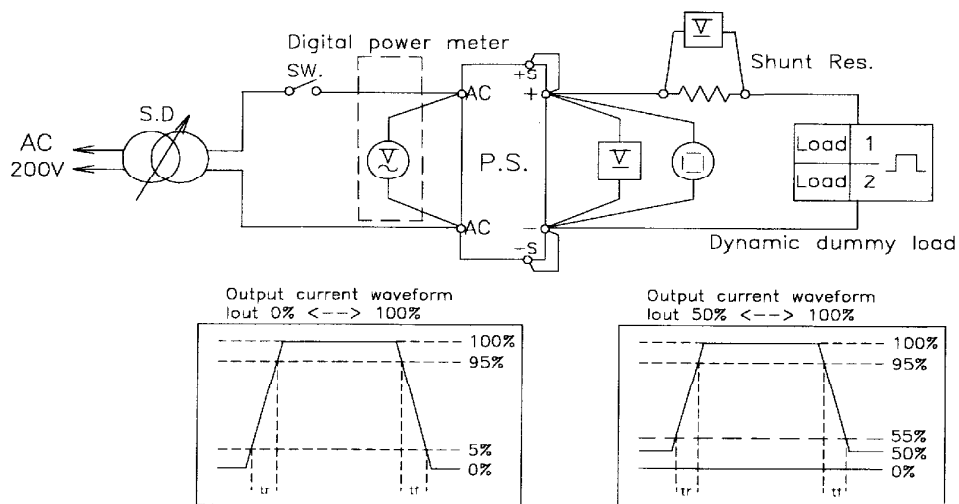 Digital power meter
SW.
S.D
AC
200V
AC
AC
P.S.
+S
+
-
-S
V
V
V
Shunt Res.
Load 1
Load 2
Dynamic dummy load
Output current waveform
Iout 0% <--> 100%
100%
95%
5%
0%
tr
tf
Output current waveform
Iout 50% <--> 100%
100%
95%
55%
50%
0%
tr
tf